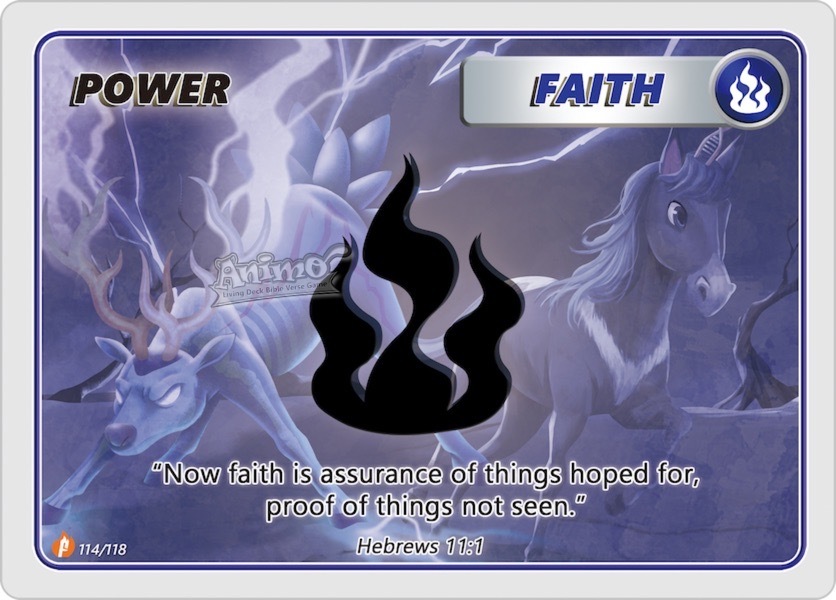 POWER
FAITH
Animo
Living Deck Bible Verse Game
“Now faith is assurance of things hoped for,
proof of things not seen.”
Hebrews 11:1
114/118